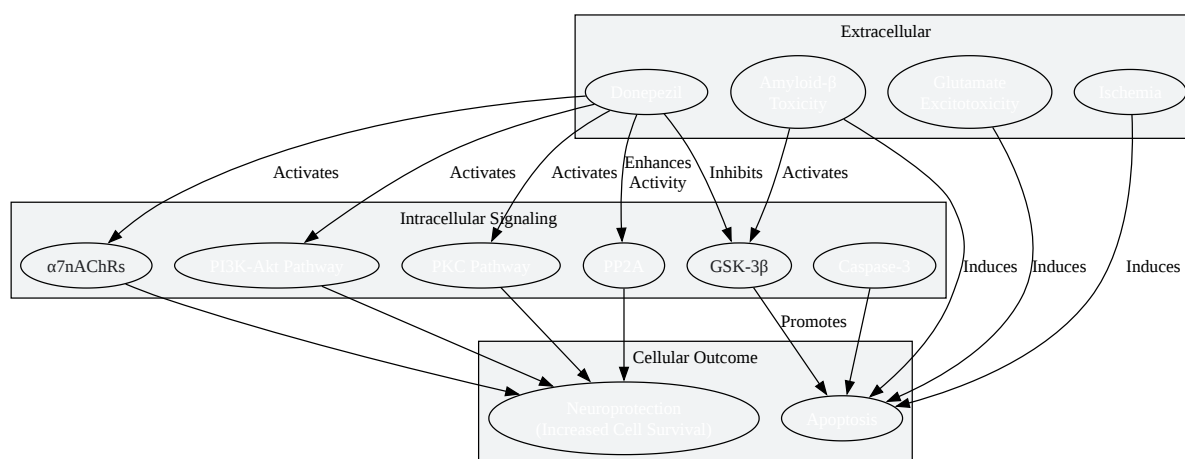 Extracellular
Donepezil
Amyloid-β
Toxicity
Glutamate
Excitotoxicity
Ischemia
Activates
Activates
Activates
Enhances
Activity
Inhibits
Activates
Intracellular Signaling
α7nAChRs
PI3K-Akt Pathway
PKC Pathway
PP2A
GSK-3β
Caspase-3
Induces
Induces
Induces
Promotes
Cellular Outcome
Neuroprotection
(Increased Cell Survival)
Apoptosis